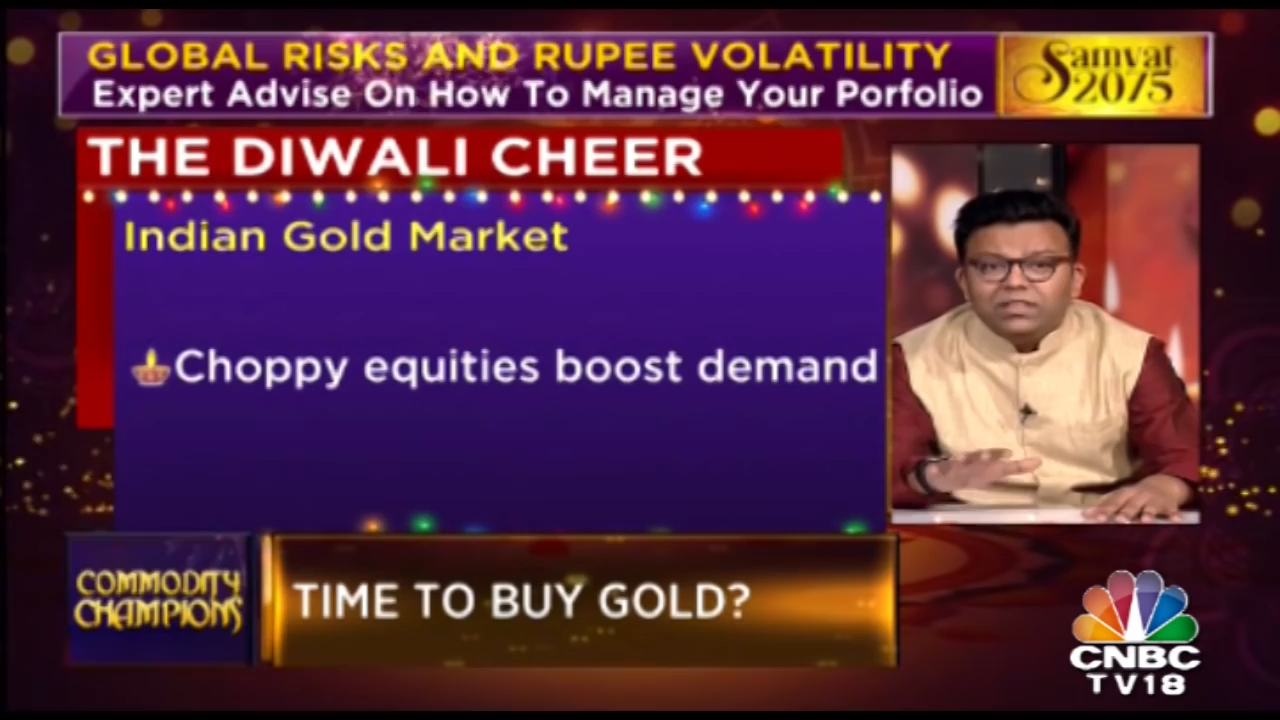 GLOBAL RISKS AND RUPEE VOLATILITY
Expert Advise On How To Manage Your Porfolio
Samvat
2075
THE DIWALI CHEER
Indian Gold Market
Choppy equities boost demand
COMMODITY
CHAMPIONS
TIME TO BUY GOLD?
CNBC
TV18